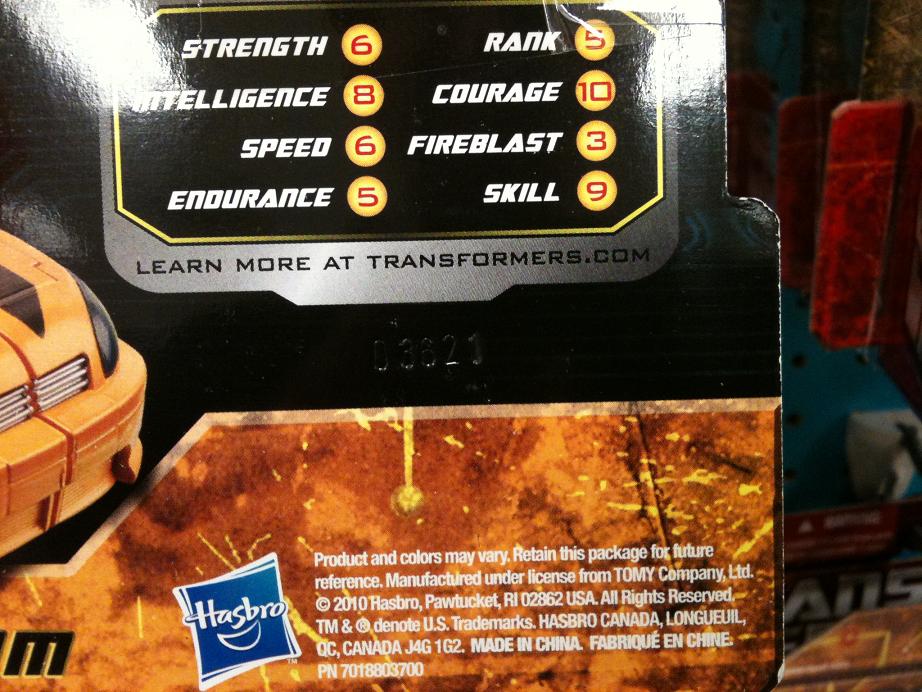 STRENGTH 6 RANK 5
INTELLIGENCE 8 COURAGE 10
SPEED 6 FIREBLAST 3
ENDURANCE 5 SKILL 9
LEARN MORE AT TRANSFORMERS.COM
03621
Hasbro
™
Product and colors may vary. Retain this package for future
reference. Manufactured under license from TOMY Company, Ltd.
© 2010 Hasbro, Pawtucket, RI 02862 USA. All Rights Reserved.
TM & ® denote U.S. Trademarks. HASBRO CANADA, LONGUEUIL,
QC, CANADA J4G 1G2. MADE IN CHINA. FABRIQUÉ EN CHINE.
PN 7018803700